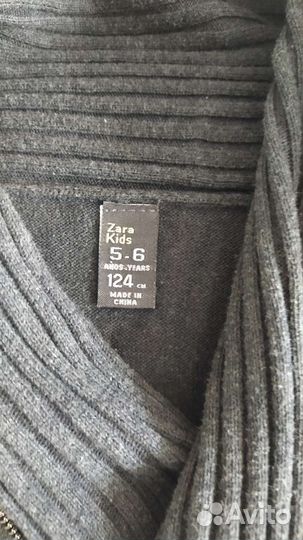 Zara
Kids
5-6
AÑOS-YEARS
124 CM
MADE IN
CHINA
Avito